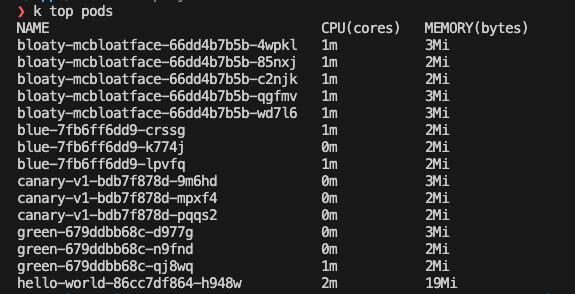 ❯ k top pods
NAME CPU(cores) MEMORY(bytes)
bloaty-mcbloatface-66dd4b7b5b-4wpkl 1m 3Mi
bloaty-mcbloatface-66dd4b7b5b-85nxj 1m 2Mi
bloaty-mcbloatface-66dd4b7b5b-c2njk 1m 2Mi
bloaty-mcbloatface-66dd4b7b5b-qgfmv 1m 3Mi
bloaty-mcbloatface-66dd4b7b5b-wd7l6 1m 3Mi
blue-7fb6ff6dd9-crssg 1m 2Mi
blue-7fb6ff6dd9-k774j 0m 2Mi
blue-7fb6ff6dd9-lpvfq 1m 2Mi
canary-v1-bdb7f878d-9m6hd 0m 3Mi
canary-v1-bdb7f878d-mpxf4 0m 2Mi
canary-v1-bdb7f878d-pqqs2 0m 2Mi
green-679ddbb68c-d977g 0m 3Mi
green-679ddbb68c-n9fnd 0m 2Mi
green-679ddbb68c-qj8wq 1m 2Mi
hello-world-86cc7df864-h948w 2m 19Mi